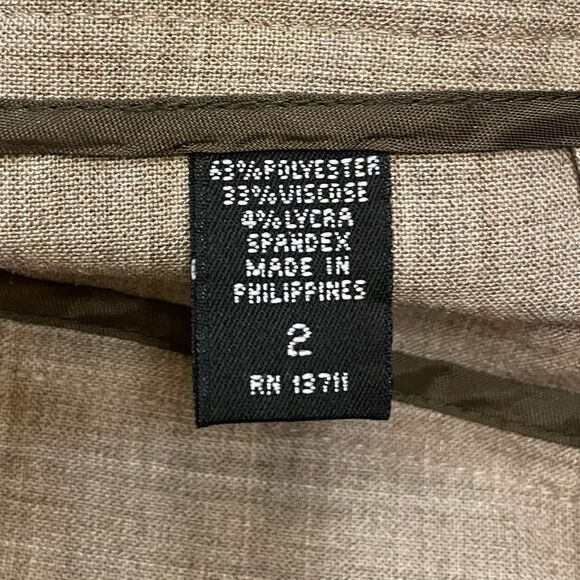 63%POLYESTER
33%VISCOSE
4%LYCRA
SPANDEX
MADE IN
PHILIPPINES
2
RN 13711